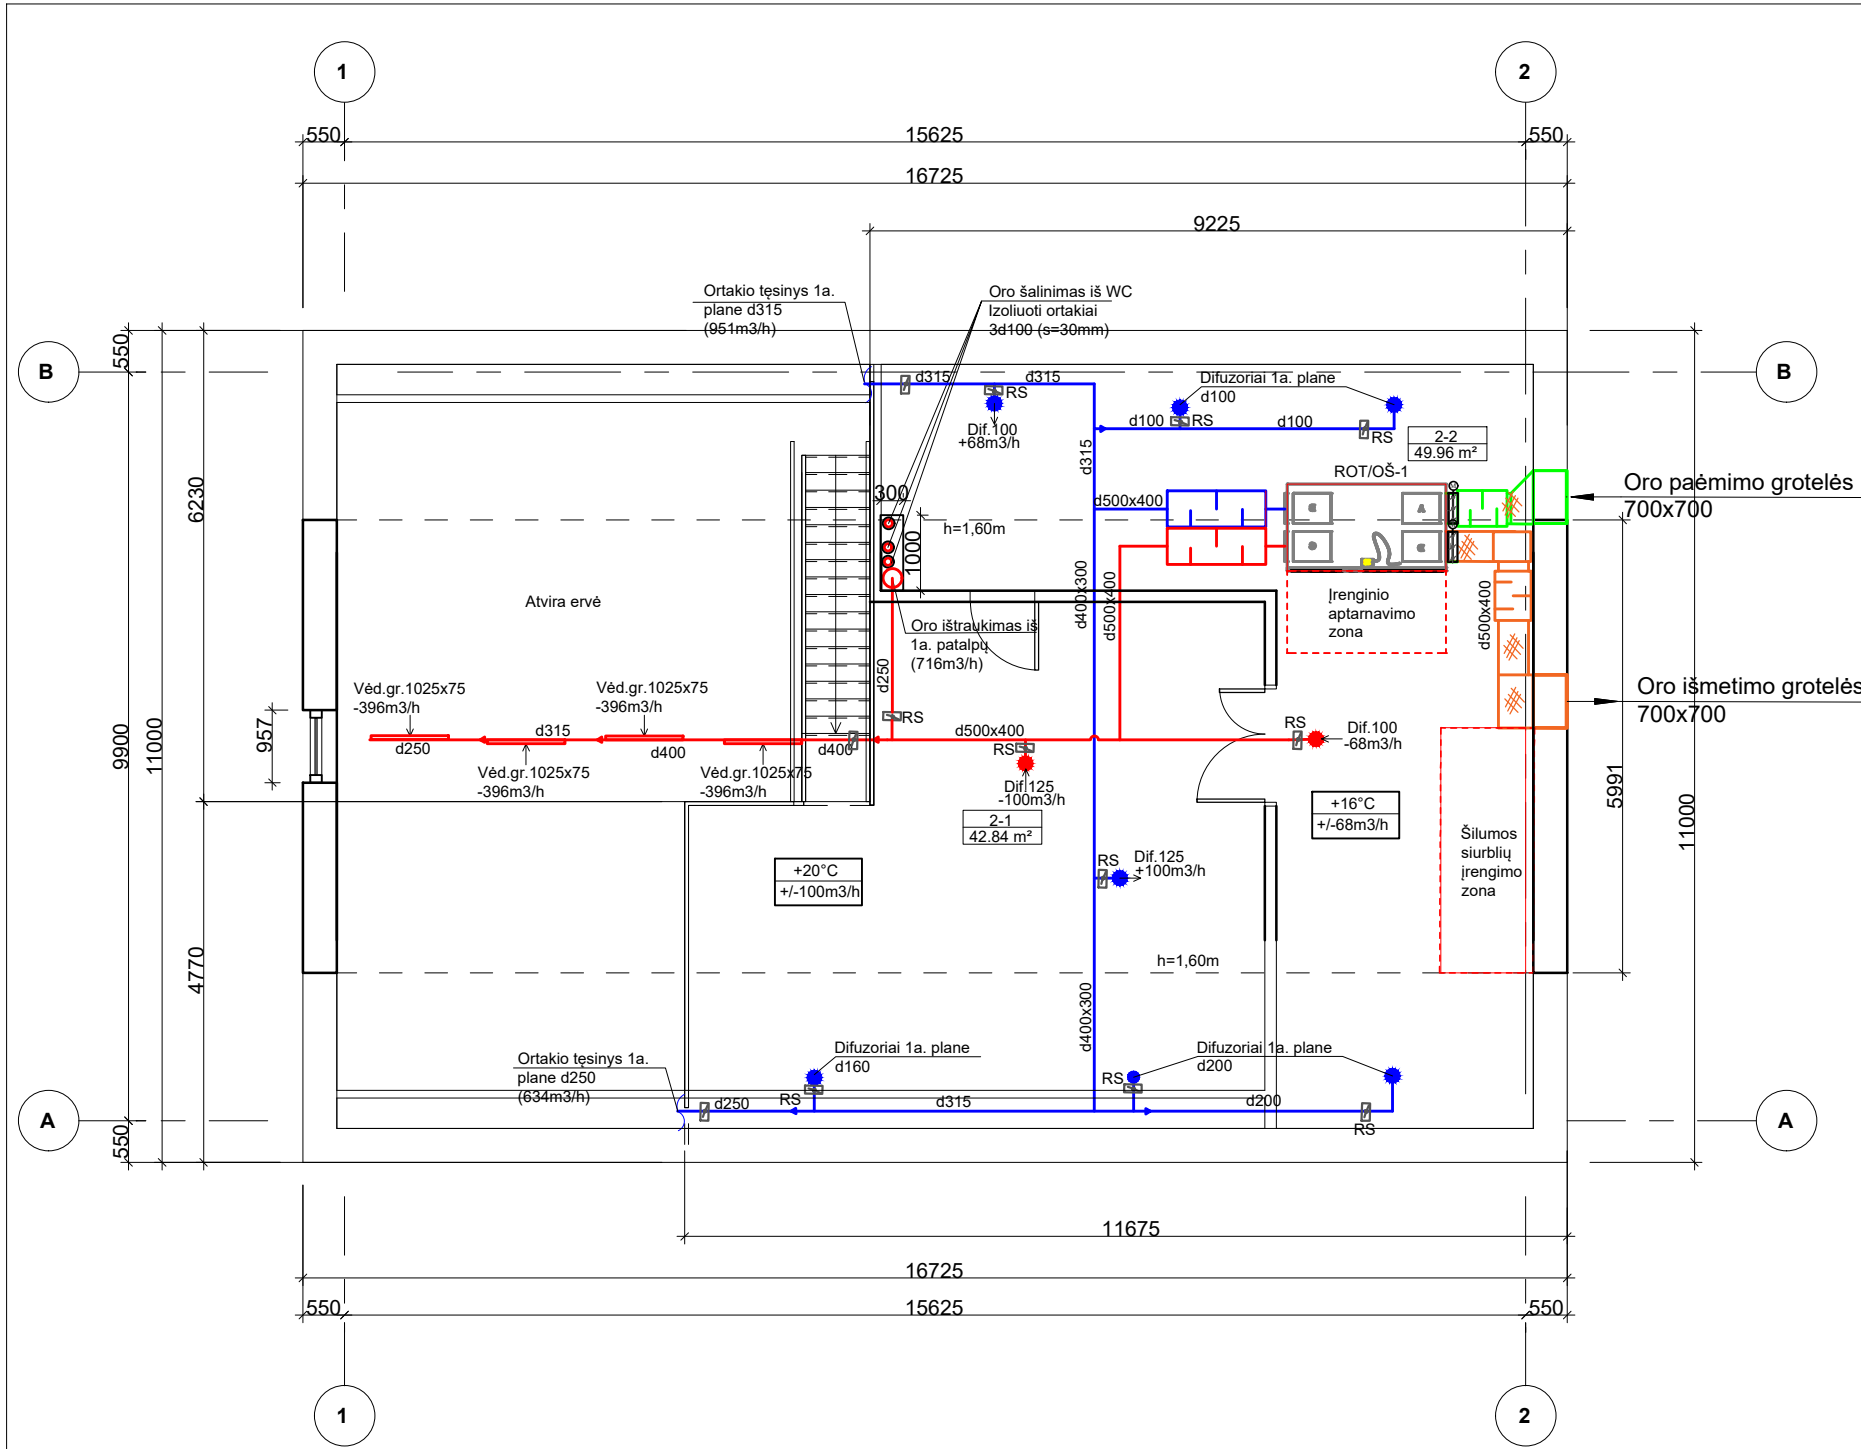 1
2
550
15625
550
16725
9225
Ortakio tęsinys 1a.
plane d315
(951m3/h)
Oro šalinimas iš WC
Izoliuoti ortakiai
3d100 (s=30mm)
B
B
550
d315
d315
RS
Dif.100
+68m3/h
Difuzoriai 1a. plane
d100
d100
RS
d100
RS
2-2
49.96 m²
d315
ROT/OŠ-1
Oro paėmimo grotelės
700x700
6230
300
d500x400
h=1,60m
1000
d400x300
d500x400
d500x400
Atvira ervė
Įrenginio
aptarnavimo
zona
Oro ištraukimas iš
1a. patalpų
(716m3/h)
d250
RS
Oro išmetimo grotelės
700x700
Vėd.gr.1025x75
-396m3/h
Vėd.gr.1025x75
-396m3/h
957
9900
11000
d250
d315
d400
d400
d500x400
RS
RS
Dif.100
-68m3/h
Vėd.gr.1025x75
-396m3/h
Vėd.gr.1025x75
-396m3/h
Dif.125
-100m3/h
2-1
42.84 m²
+16°C
+/-68m3/h
5991
11000
Šilumos
siurblių
įrengimo
zona
+20°C
+/-100m3/h
RS
Dif.125
+100m3/h
4770
h=1,60m
d400x300
Ortakio tęsinys 1a.
plane d250
(634m3/h)
Difuzoriai 1a. plane
d160
Difuzoriai 1a. plane
d200
RS
RS
d250
d315
d200
RS
A
A
550
11675
16725
550
15625
550
1
2